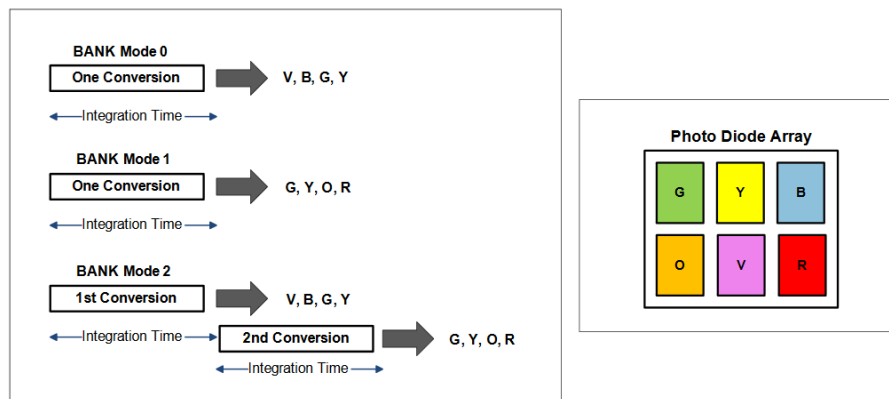 BANK Mode 0
One Conversion
V, B, G, Y
Integration Time
BANK Mode 1
One Conversion
G, Y, O, R
Integration Time
BANK Mode 2
1st Conversion
V, B, G, Y
Integration Time
2nd Conversion
G, Y, O, R
Integration Time
Photo Diode Array
G Y B
O V R